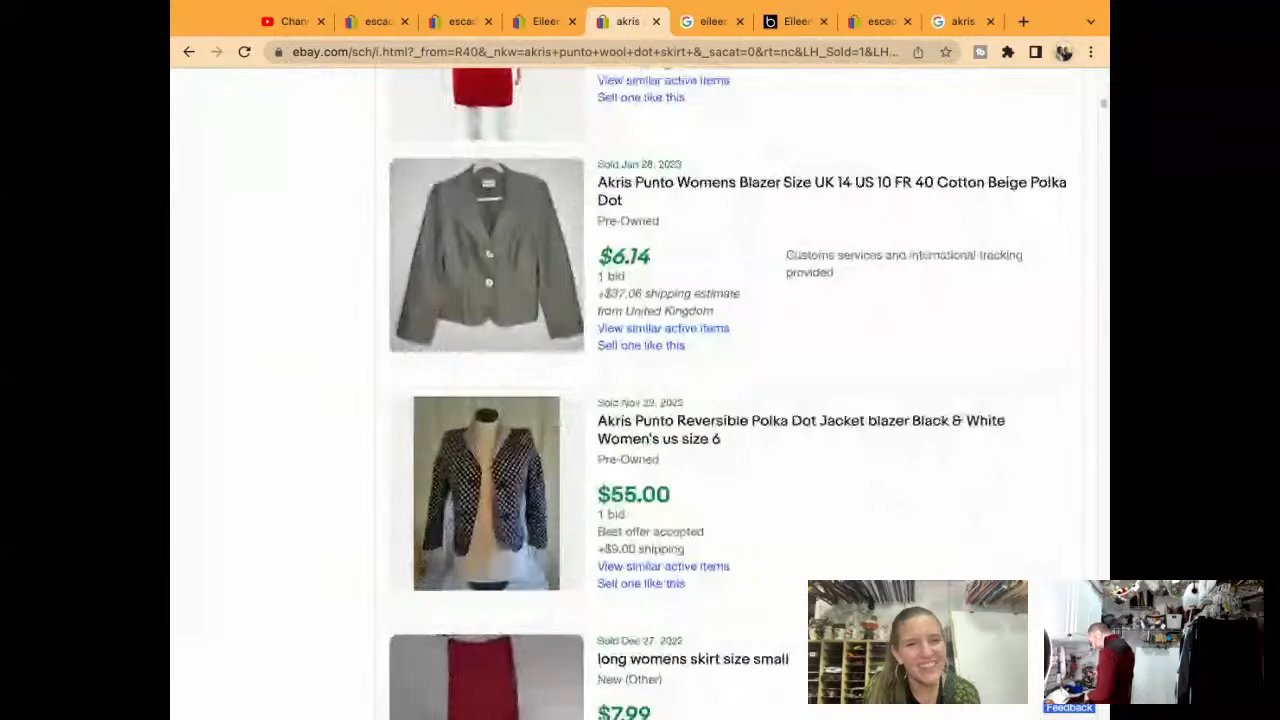 Chan
escad
escad
Eileen
akris
eileen
Eileen
escad
akris
ebay.com/sch/i.html?_from=R40&_nkw=akris+punto+wool+dot+skirt+&_sacat=0&rt=nc&LH_Sold=1&LH...
View similar active items
Sell one like this
Sold Jan 28, 2023
Akris Punto Womens Blazer Size UK 14 US 10 FR 40 Cotton Beige Polka
Dot
Pre-Owned
$6.14
1 bid
+$37.06 shipping estimate
from United Kingdom
Customs services and international tracking
provided
View similar active items
Sell one like this
Sold Nov 29, 2022
Akris Punto Reversible Polka Dot Jacket blazer Black & White
Women's us size 6
Pre-Owned
$55.00
1 bid
Best offer accepted
+$9.00 shipping
View similar active items
Sell one like this
Sold Dec 27, 2022
long womens skirt size small
New (Other)
$7.99
Feedback